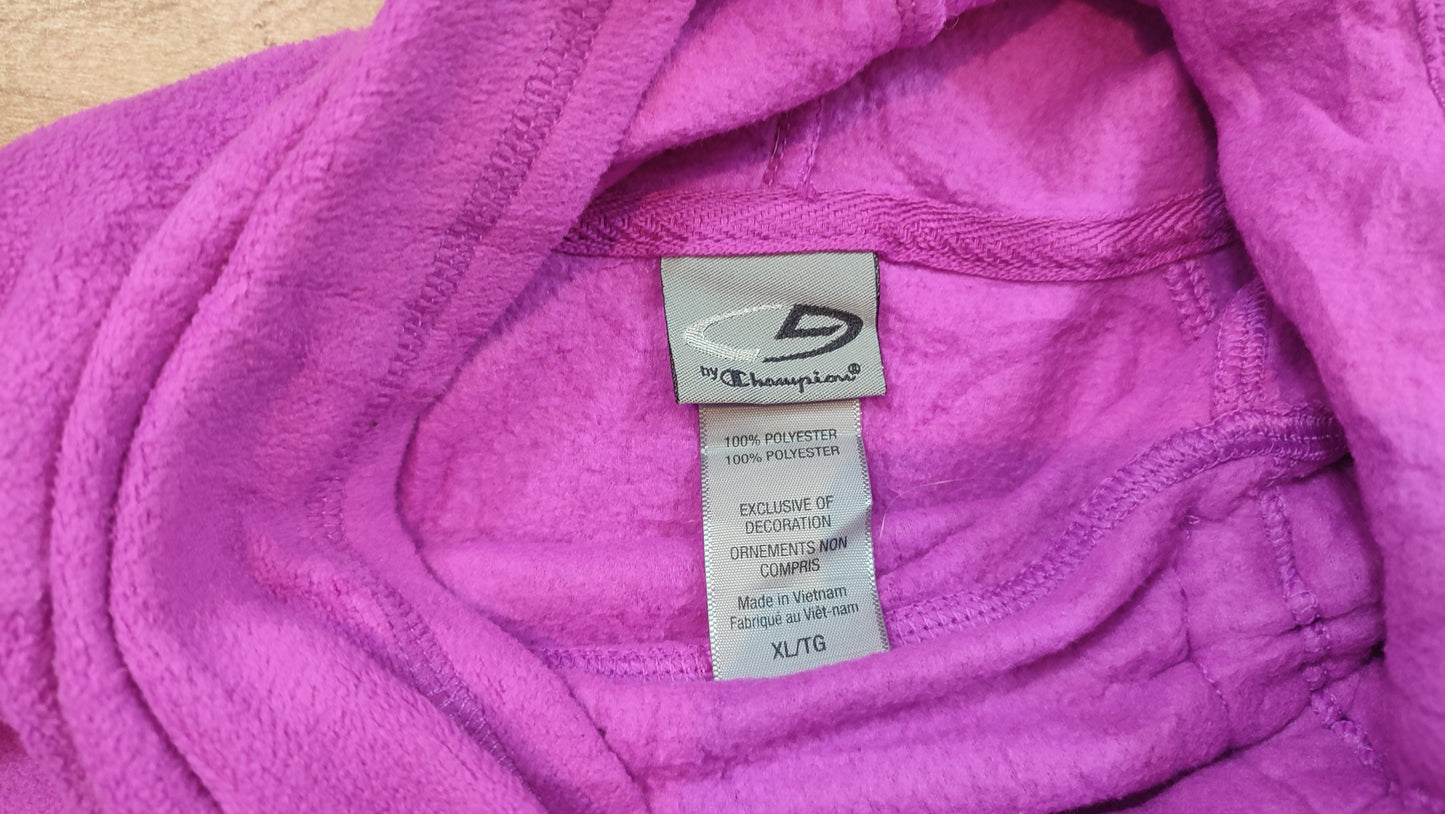 by Champion®
100% POLYESTER
100% POLYESTER
EXCLUSIVE OF
DECORATION
ORNEMENTS NON
COMPRIS
Made in Vietnam
Fabriqué au Viêt-nam
XL/TG